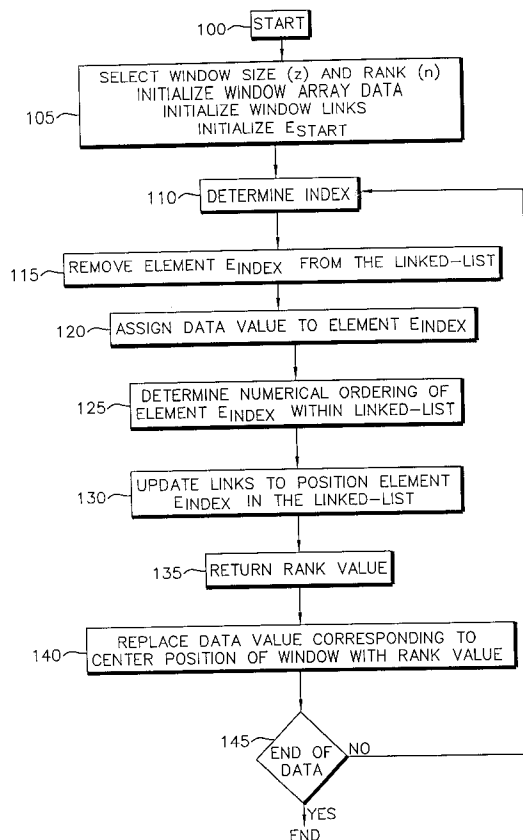 100
START
105
SELECT WINDOW SIZE (z) AND RANK (n)
INITIALIZE WINDOW ARRAY DATA
INITIALIZE WINDOW LINKS
INITIALIZE ESTART
110
DETERMINE INDEX
115
REMOVE ELEMENT EINDEX FROM THE LINKED-LIST
120
ASSIGN DATA VALUE TO ELEMENT EINDEX
125
DETERMINE NUMERICAL ORDERING OF
ELEMENT EINDEX WITHIN LINKED-LIST
130
UPDATE LINKS TO POSITION ELEMENT
EINDEX IN THE LINKED-LIST
135
RETURN RANK VALUE
140
REPLACE DATA VALUE CORRESPONDING TO
CENTER POSITION OF WINDOW WITH RANK VALUE
145
END OF
DATA
NO
YES
END